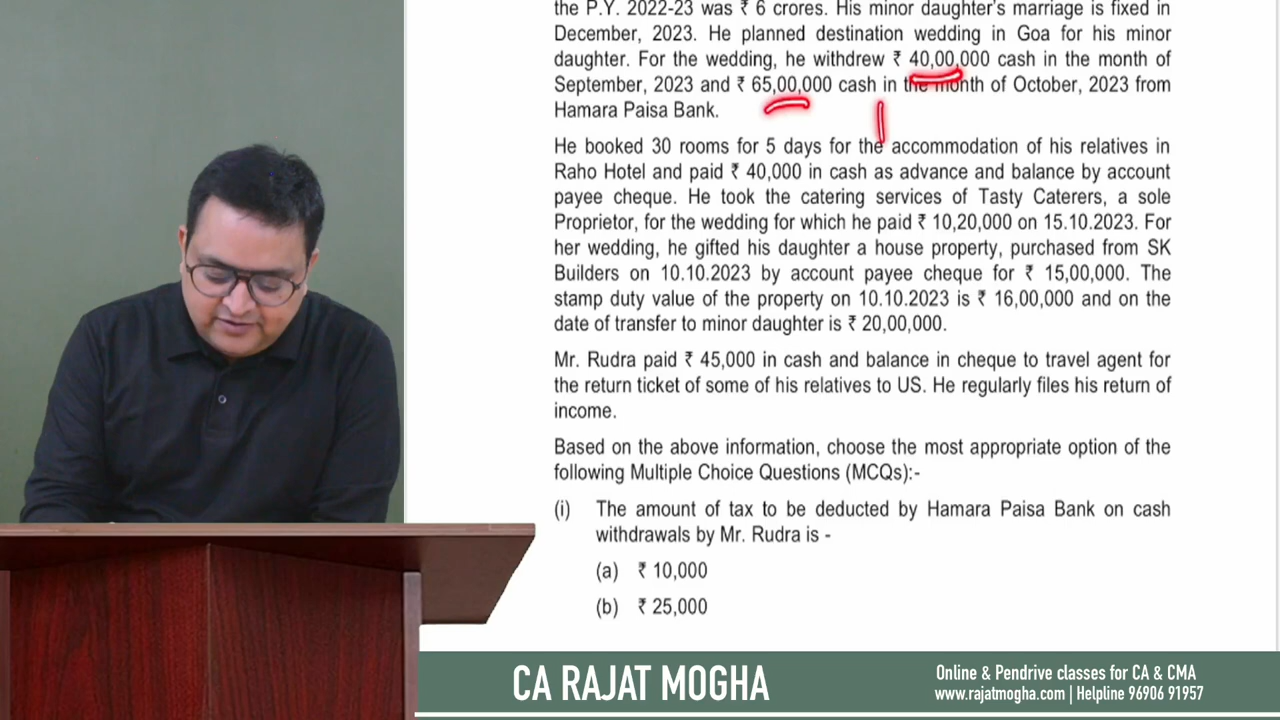 the P.Y. 2022-23 was ₹ 6 crores. His minor daughter's marriage is fixed in
December, 2023. He planned destination wedding in Goa for his minor
daughter. For the wedding, he withdrew ₹ 40,00,000 cash in the month of
September, 2023 and ₹ 65,00,000 cash in the month of October, 2023 from
Hamara Paisa Bank.
He booked 30 rooms for 5 days for the accommodation of his relatives in
Raho Hotel and paid ₹ 40,000 in cash as advance and balance by account
payee cheque. He took the catering services of Tasty Caterers, a sole
Proprietor, for the wedding for which he paid ₹ 10,20,000 on 15.10.2023. For
her wedding, he gifted his daughter a house property, purchased from SK
Builders on 10.10.2023 by account payee cheque for ₹ 15,00,000. The
stamp duty value of the property on 10.10.2023 is ₹ 16,00,000 and on the
date of transfer to minor daughter is ₹ 20,00,000.
Mr. Rudra paid ₹ 45,000 in cash and balance in cheque to travel agent for
the return ticket of some of his relatives to US. He regularly files his return of
income.
Based on the above information, choose the most appropriate option of the
following Multiple Choice Questions (MCQs):-
(i) The amount of tax to be deducted by Hamara Paisa Bank on cash
withdrawals by Mr. Rudra is -
(a) ₹ 10,000
(b) ₹ 25,000
CA RAJAT MOGHA
Online & Pendrive classes for CA & CMA
www.rajatmogha.com | Helpline 96906 91957